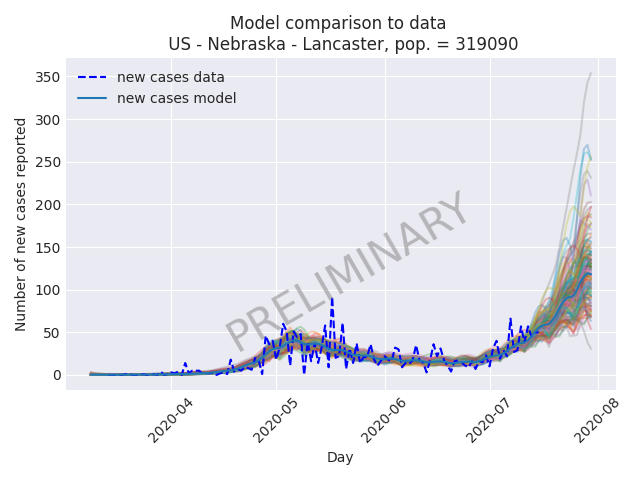 Model comparison to data
US - Nebraska - Lancaster, pop. = 319090
new cases data
new cases model
PRELIMINARY
Number of new cases reported
350
300
250
200
150
100
50
0
2020-04
2020-05
2020-06
2020-07
2020-08
Day